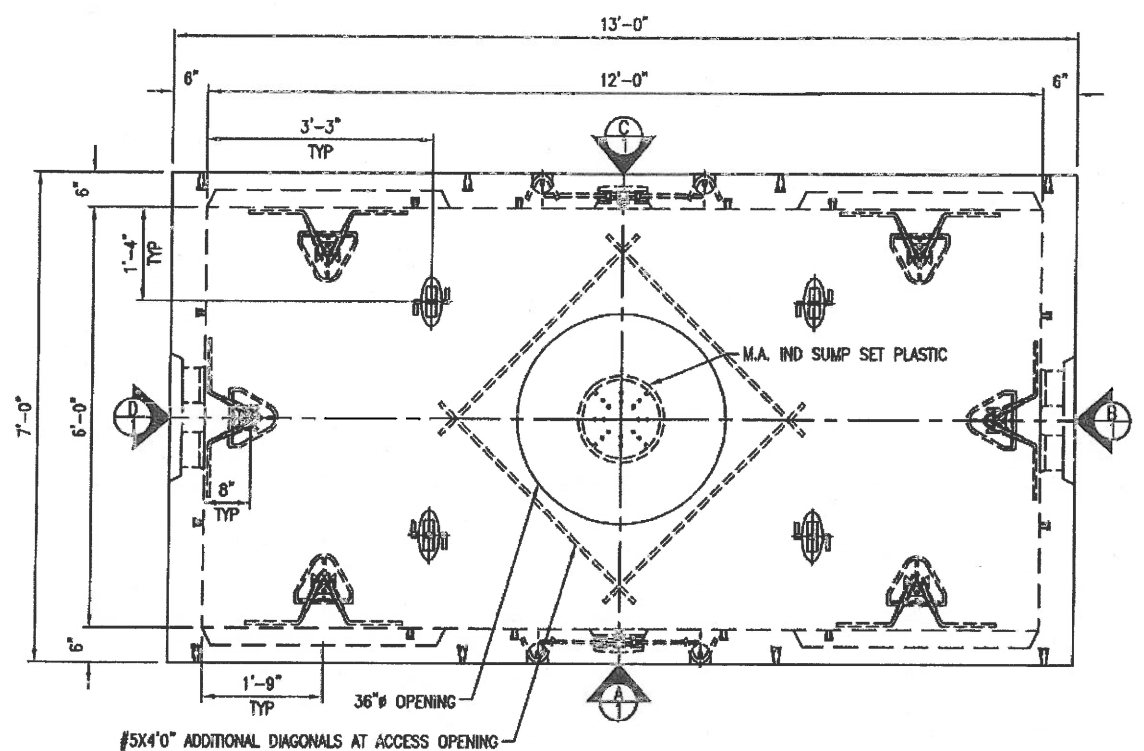 13'-0"
6"
12'-0"
6"
3'-3"
TYP
C
1
6"
1'-4"
TYP
7'-0"
6'-0"
M.A. IND SUMP SET PLASTIC
D
1
B
1
8"
TYP
6"
1'-9"
TYP
36"ø OPENING
A
1
#5X4'0" ADDITIONAL DIAGONALS AT ACCESS OPENING